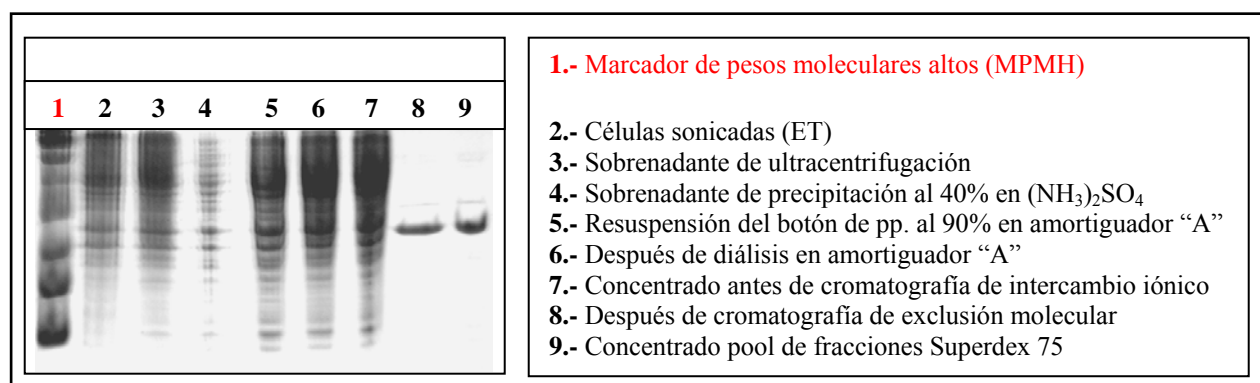 1 2 3 4 5 6 7 8 9
1.- Marcador de pesos moleculares altos (MPMH)
2.- Células sonicadas (ET)
3.- Sobrenadante de ultracentrifugación
4.- Sobrenadante de precipitación al 40% en (NH₃)₂SO₄
5.- Resuspensión del botón de pp. al 90% en amortiguador “A”
6.- Después de diálisis en amortiguador “A”
7.- Concentrado antes de cromatografía de intercambio iónico
8.- Después de cromatografía de exclusión molecular
9.- Concentrado pool de fracciones Superdex 75